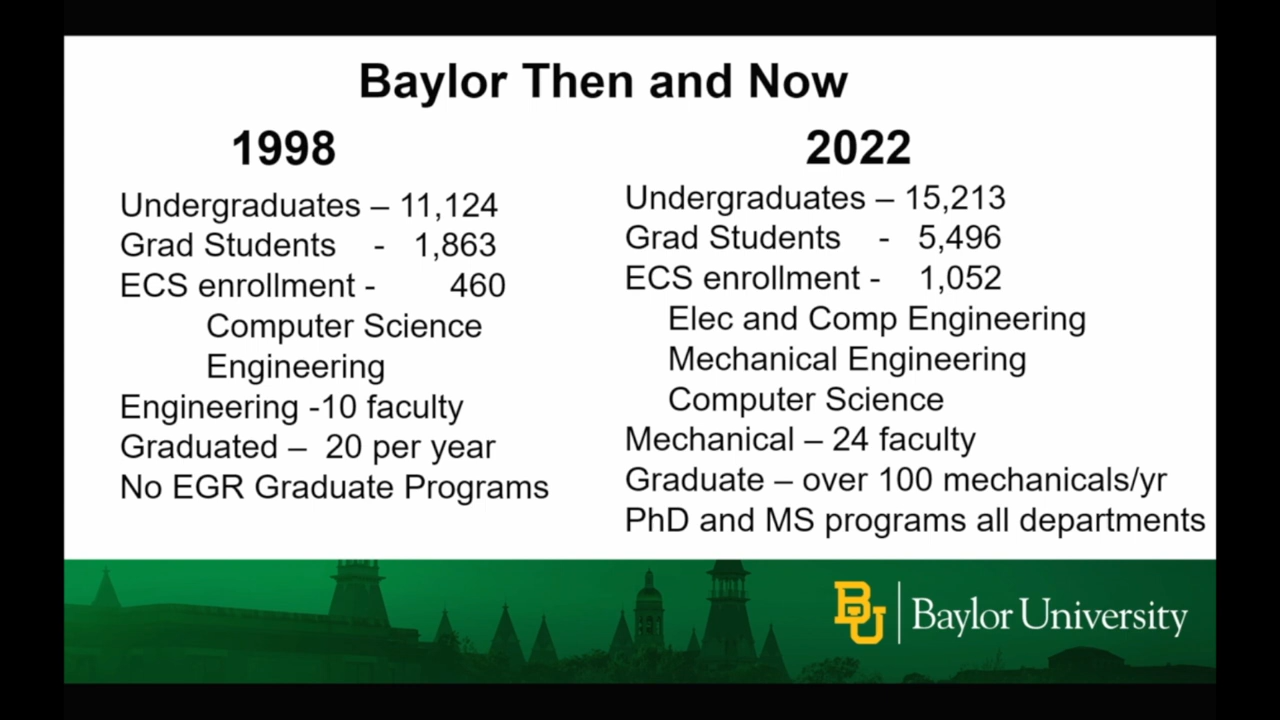 Baylor Then and Now
1998
Undergraduates – 11,124
Grad Students - 1,863
ECS enrollment - 460
Computer Science
Engineering
Engineering -10 faculty
Graduated – 20 per year
No EGR Graduate Programs
2022
Undergraduates – 15,213
Grad Students - 5,496
ECS enrollment - 1,052
Elec and Comp Engineering
Mechanical Engineering
Computer Science
Mechanical – 24 faculty
Graduate – over 100 mechanicals/yr
PhD and MS programs all departments
BU Baylor University